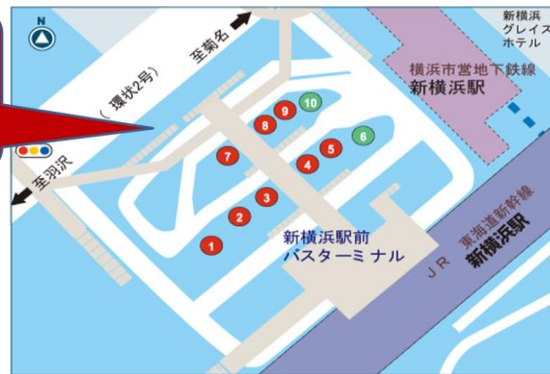 N
新横浜
グレイス
ホテル
至菊名
(環状2号)
横浜市営地下鉄線
新横浜駅
10
9
8
6
7
5
4
3
2
1
至羽沢
新横浜駅前
バスターミナル
JR 東海道新幹線
新横浜駅